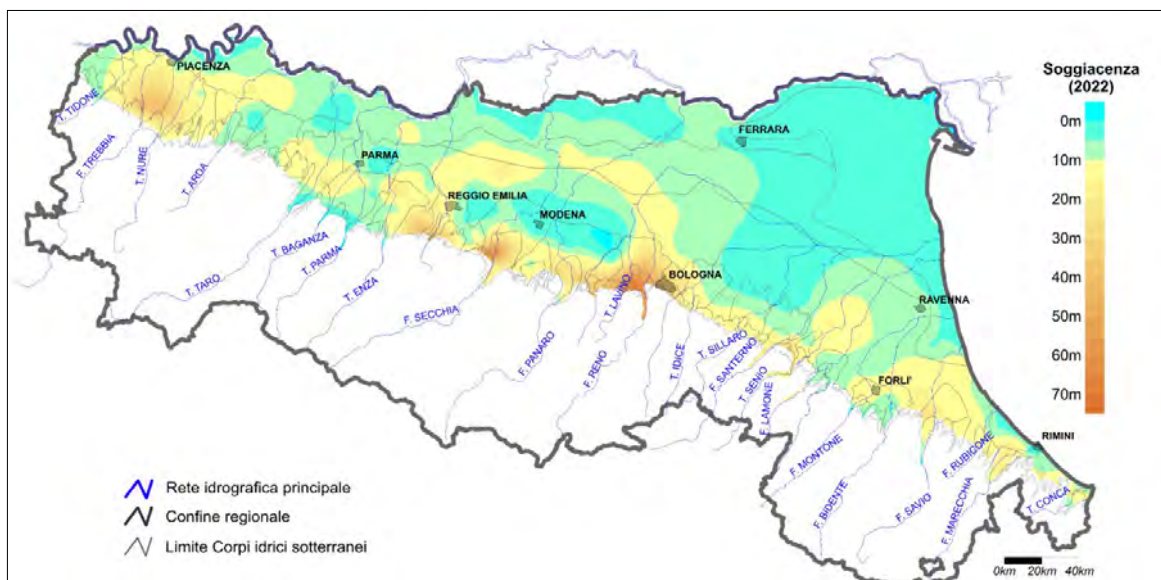 Soggiacenza
(2022)
0m
10m
20m
30m
40m
50m
60m
70m
PIACENZA
T. TIDONE
F. TREBBIA
T. NURE
T. ARDA
PARMA
REGGIO EMILIA
MODENA
FERRARA
BOLOGNA
RAVENNA
FORLI'
RIMINI
T. TARO
T. BAGANZA
T. PARMA
T. ENZA
F. SECCHIA
F. PANARO
F. RENO
T. LAVINO
T. IDICE
T. SILLARO
F. SANTERNO
T. SENIO
F. LAMONE
F. MONTONE
F. BIDENTE
F. SAVIO
F. RUBICONE
F. MARECCHIA
T. CONCA
Rete idrografica principale
Confine regionale
Limite Corpi idrici sotterranei
0km 20km 40km